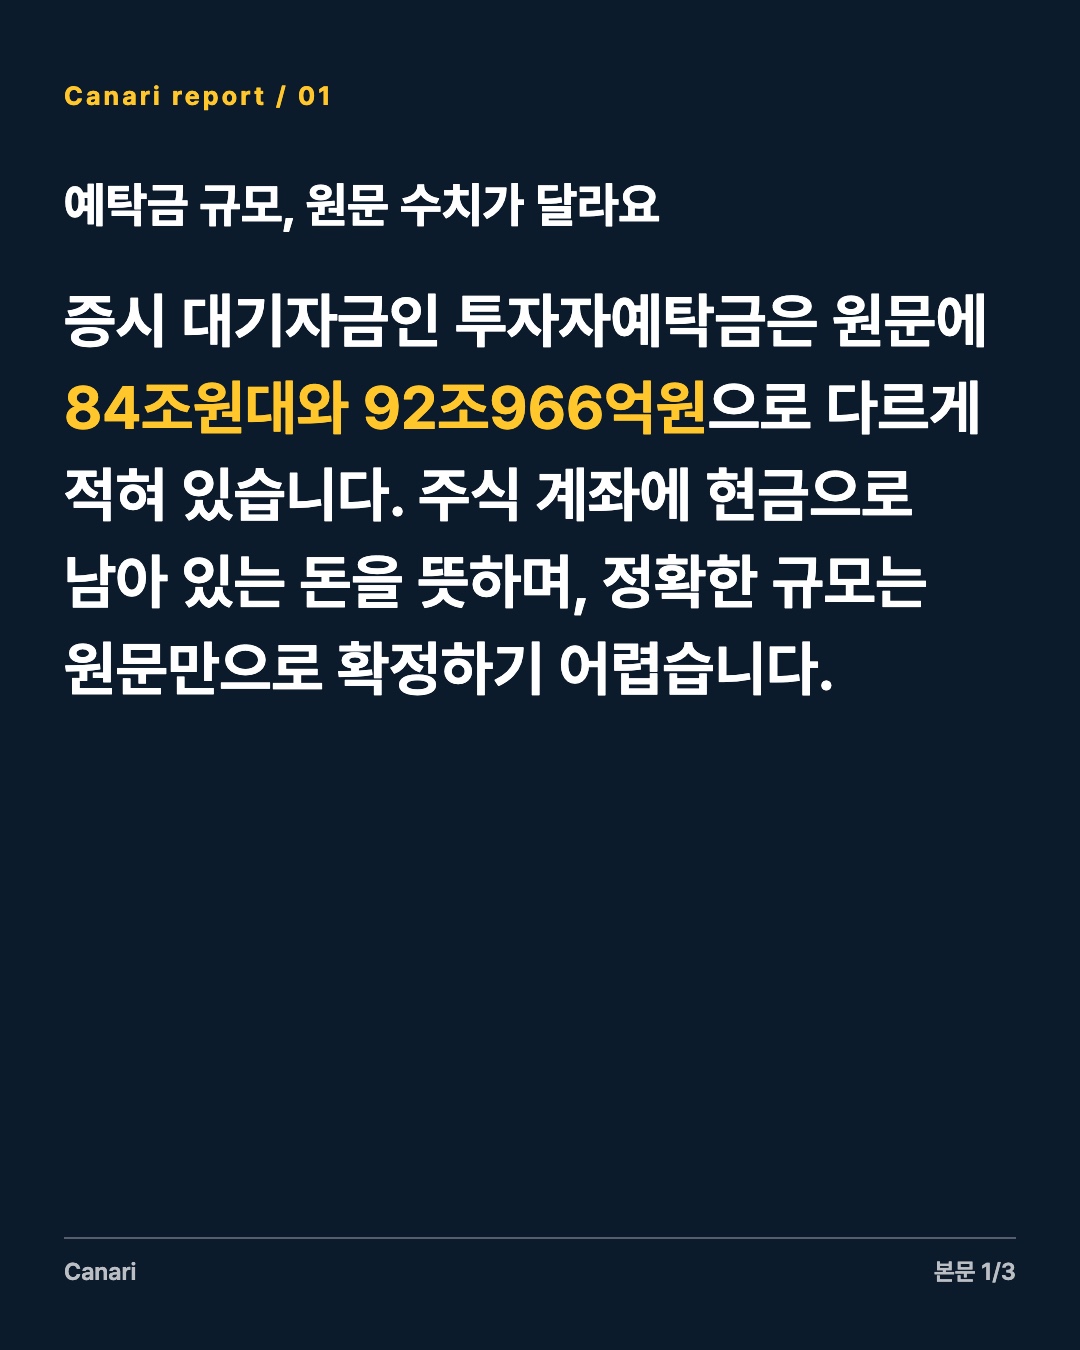 Canari report / 01
예탁금 규모, 원문 수치가 달라요
증시 대기자금인 투자자예탁금은 원문에
84조원대와 92조966억원으로 다르게
적혀 있습니다. 주식 계좌에 현금으로
남아 있는 돈을 뜻하며, 정확한 규모는
원문만으로 확정하기 어렵습니다.
Canari
본문 1/3